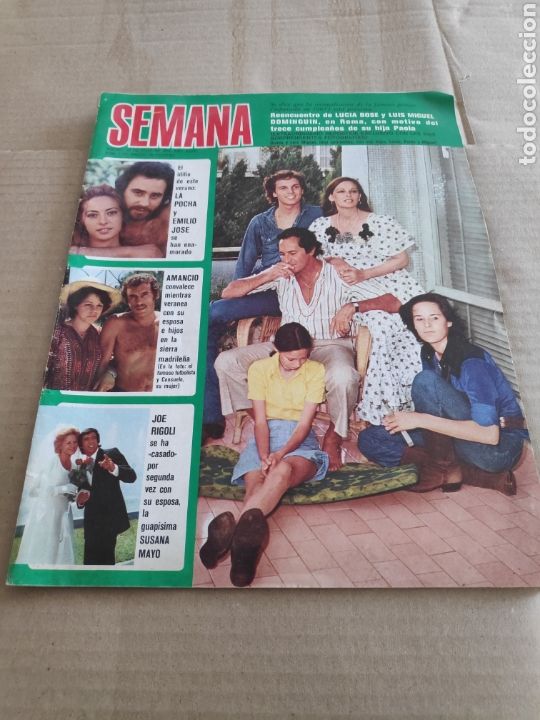 SEMANA
Reencuentro de LUCIA BOSE y LUIS MIGUEL
DOMINGUIN, en Roma, con motivo del
trece cumpleaños de su hija Paola
El
idilio
de este
verano:
LA
POCHA
y
EMILIO
JOSE
se
han ena-
morado
AMANCIO
convalece
mientras
veranea
con su
esposa
e hijos
en la
sierra
madrileña
(En la foto: el
famoso futbolista
y Consuelo,
su mujer)
JOE
RIGOLI
se ha
«casado»
por
segunda
vez con
su esposa,
la
guapísima
SUSANA
MAYO
todocoleccion